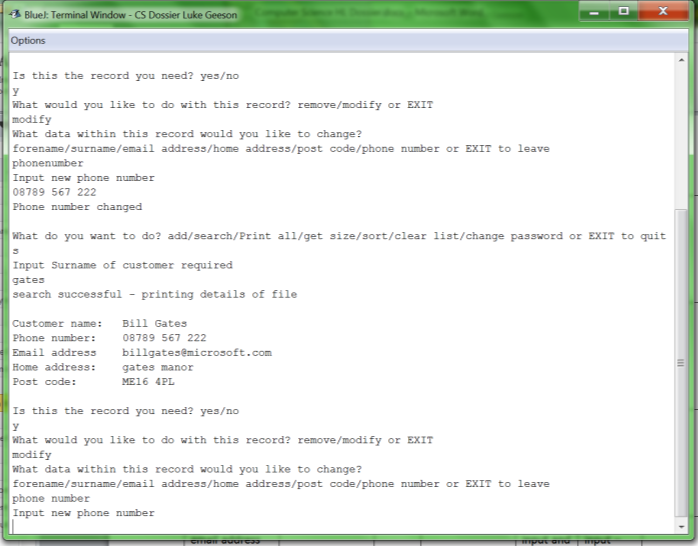 BlueJ: Terminal Window - CS Dossier Luke Geeson
Options
Is this the record you need? yes/no
y
What would you like to do with this record? remove/modify or EXIT
modify
What data within this record would you like to change?
forename/surname/email address/home address/post code/phone number or EXIT to leave
phonenumber
Input new phone number
08789 567 222
Phone number changed
What do you want to do? add/search/Print all/get size/sort/clear list/change password or EXIT to quit
s
Input Surname of customer required
gates
search successful - printing details of file
Customer name: Bill Gates
Phone number: 08789 567 222
Email address billgates@microsoft.com
Home address: gates manor
Post code: ME16 4PL
Is this the record you need? yes/no
y
What would you like to do with this record? remove/modify or EXIT
modify
What data within this record would you like to change?
forename/surname/email address/home address/post code/phone number or EXIT to leave
phone number
Input new phone number
email address input and input